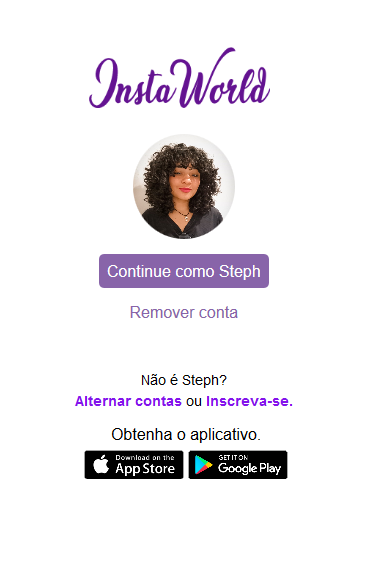 InstaWorld
Continue como Steph
Remover conta
Não é Steph?
Alternar contas ou Inscreva-se.
Obtenha o aplicativo.
Download on the
App Store
GET IT ON
Google Play